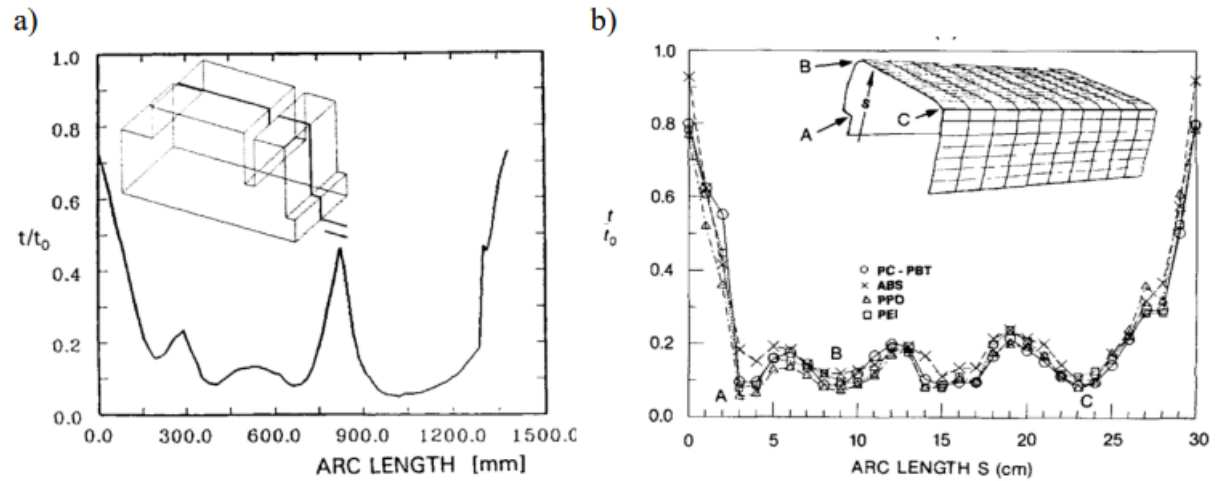 a)
1.0
0.8
0.6
t/t0
0.4
0.2
0.0
0.0 300.0 600.0 900.0 1200.0 1500.0
ARC LENGTH [mm]
b)
1.0
0.8
0.6
t
t0
0.4
0.2
0.0
B
S
A
C
PC - PBT
ABS
PPO
PEI
A
B
C
0 5 10 15 20 25 30
ARC LENGTH S (cm)